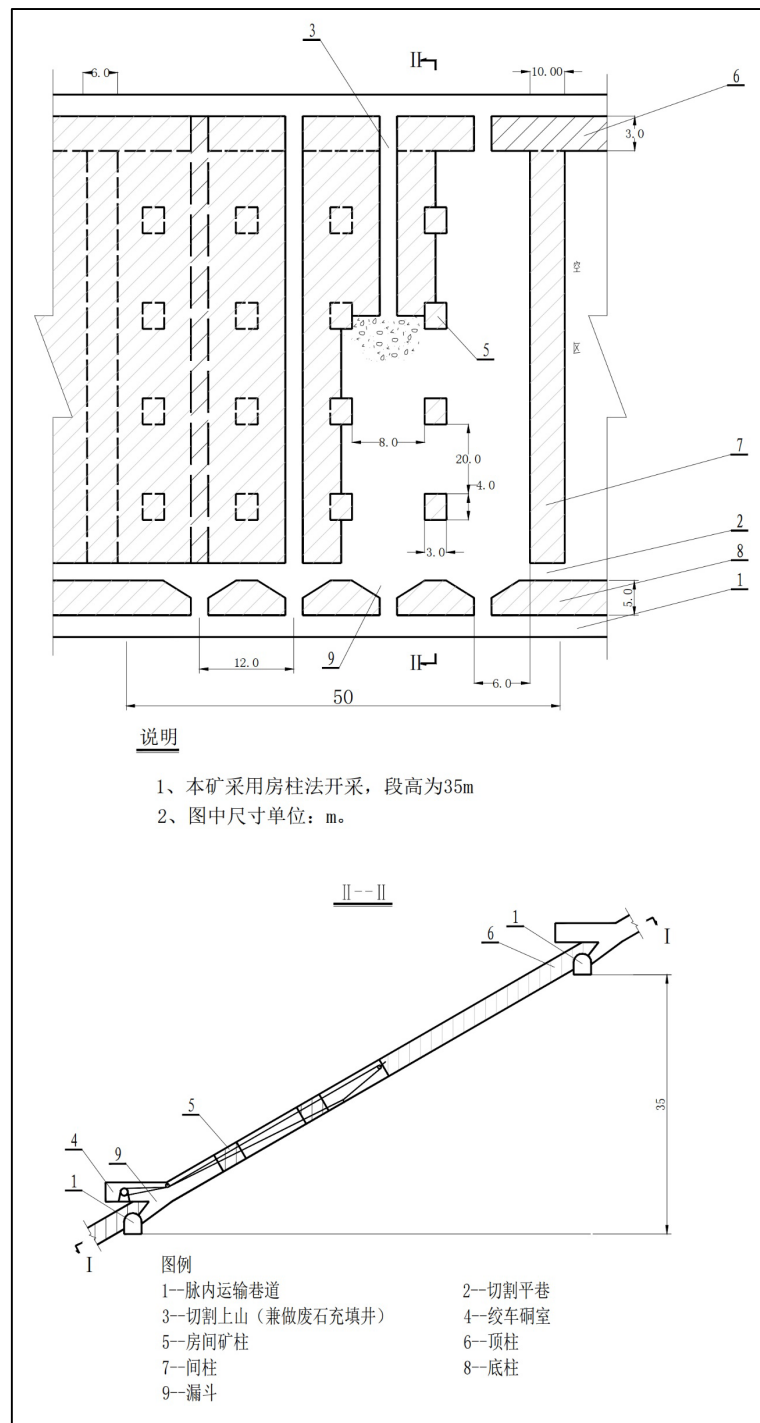 3
II
6.0
10.00
6
3.0
空
区
5
8.0
20.0
4.0
3.0
7
2
8
1
5.0
12.0
9
II
6.0
50
说明
1、本矿采用房柱法开采，段高为35m
2、图中尺寸单位：m。
II--II
1
6
I
35
5
4
9
1
I
图例
1--脉内运输巷道
2--切割平巷
3--切割上山（兼做废石充填井）
4--绞车硐室
5--房间矿柱
6--顶柱
7--间柱
8--底柱
9--漏斗